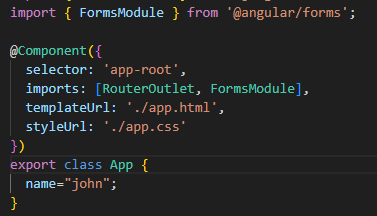 import { FormsModule } from '@angular/forms';
@Component({
  selector: 'app-root',
  imports: [RouterOutlet, FormsModule],
  templateUrl: './app.html',
  styleUrl: './app.css'
})
export class App {
  name="john";
}